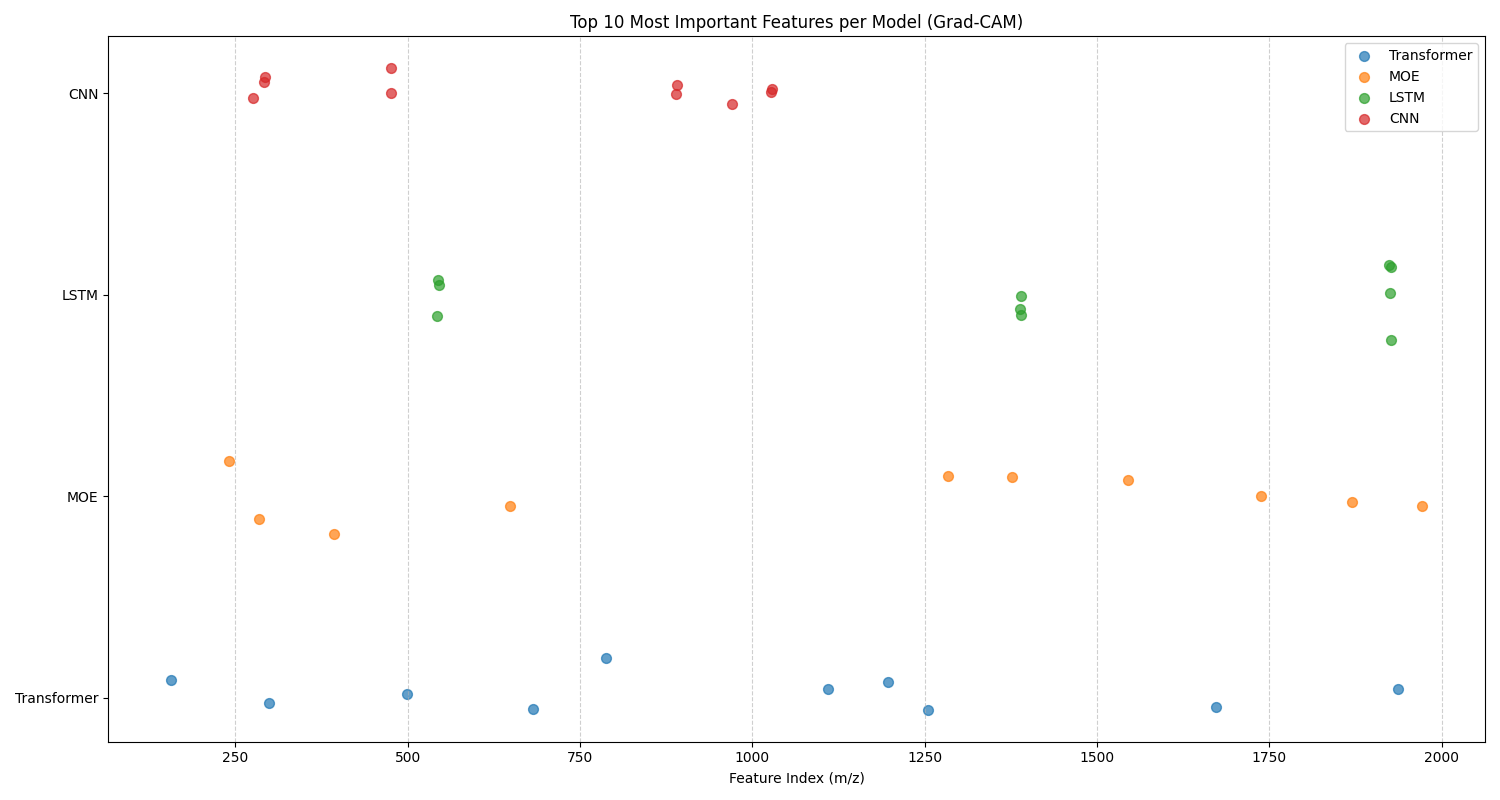 Top 10 Most Important Features per Model (Grad-CAM)
Transformer
MOE
LSTM
CNN
CNN
LSTM
MOE
Transformer
250 500 750 1000 1250 1500 1750 2000
Feature Index (m/z)